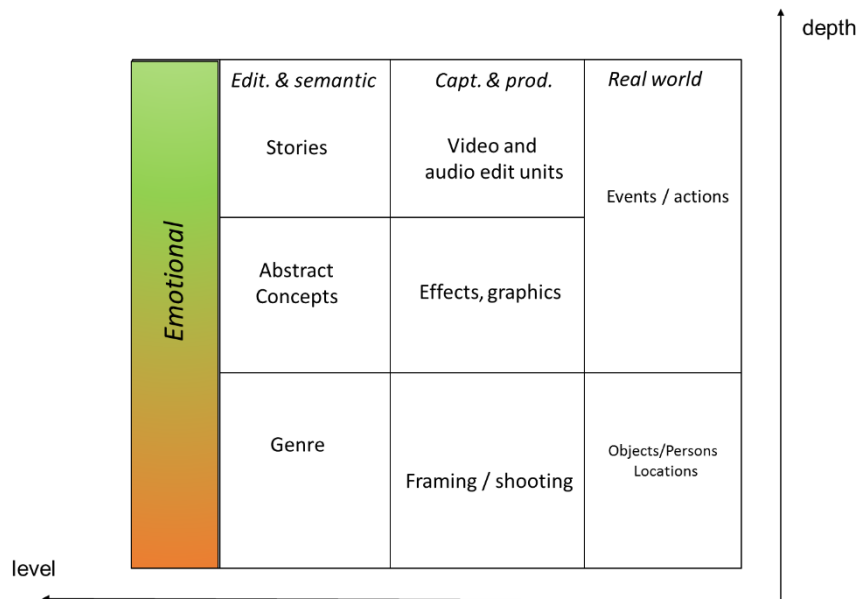 depth
Edit. & semantic
Capt. & prod.
Real world
Stories
Video and
audio edit units
Events / actions
Emotional
Abstract
Concepts
Effects, graphics
Genre
Framing / shooting
Objects/Persons
Locations
level